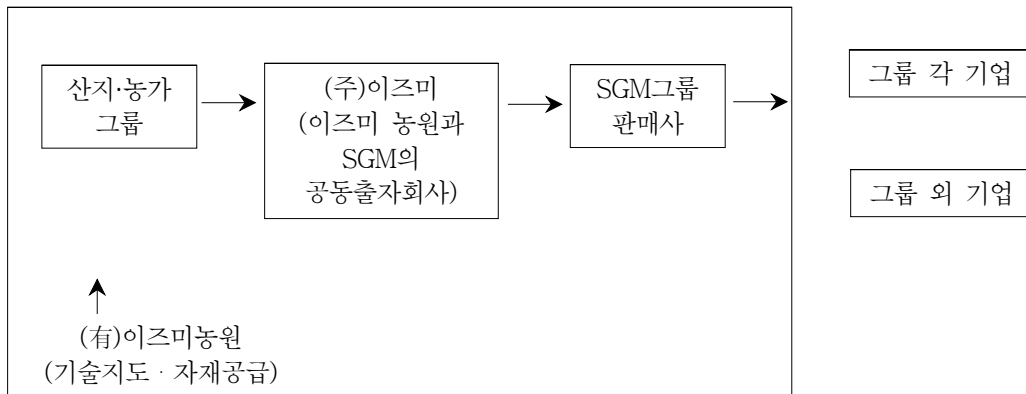 산지·농가
그룹
(주)이즈미
(이즈미 농원과
SGM의
공동출자회사)
SGM그룹
판매사
그룹 각 기업
그룹 외 기업
(有)이즈미농원
(기술지도 · 자재공급)